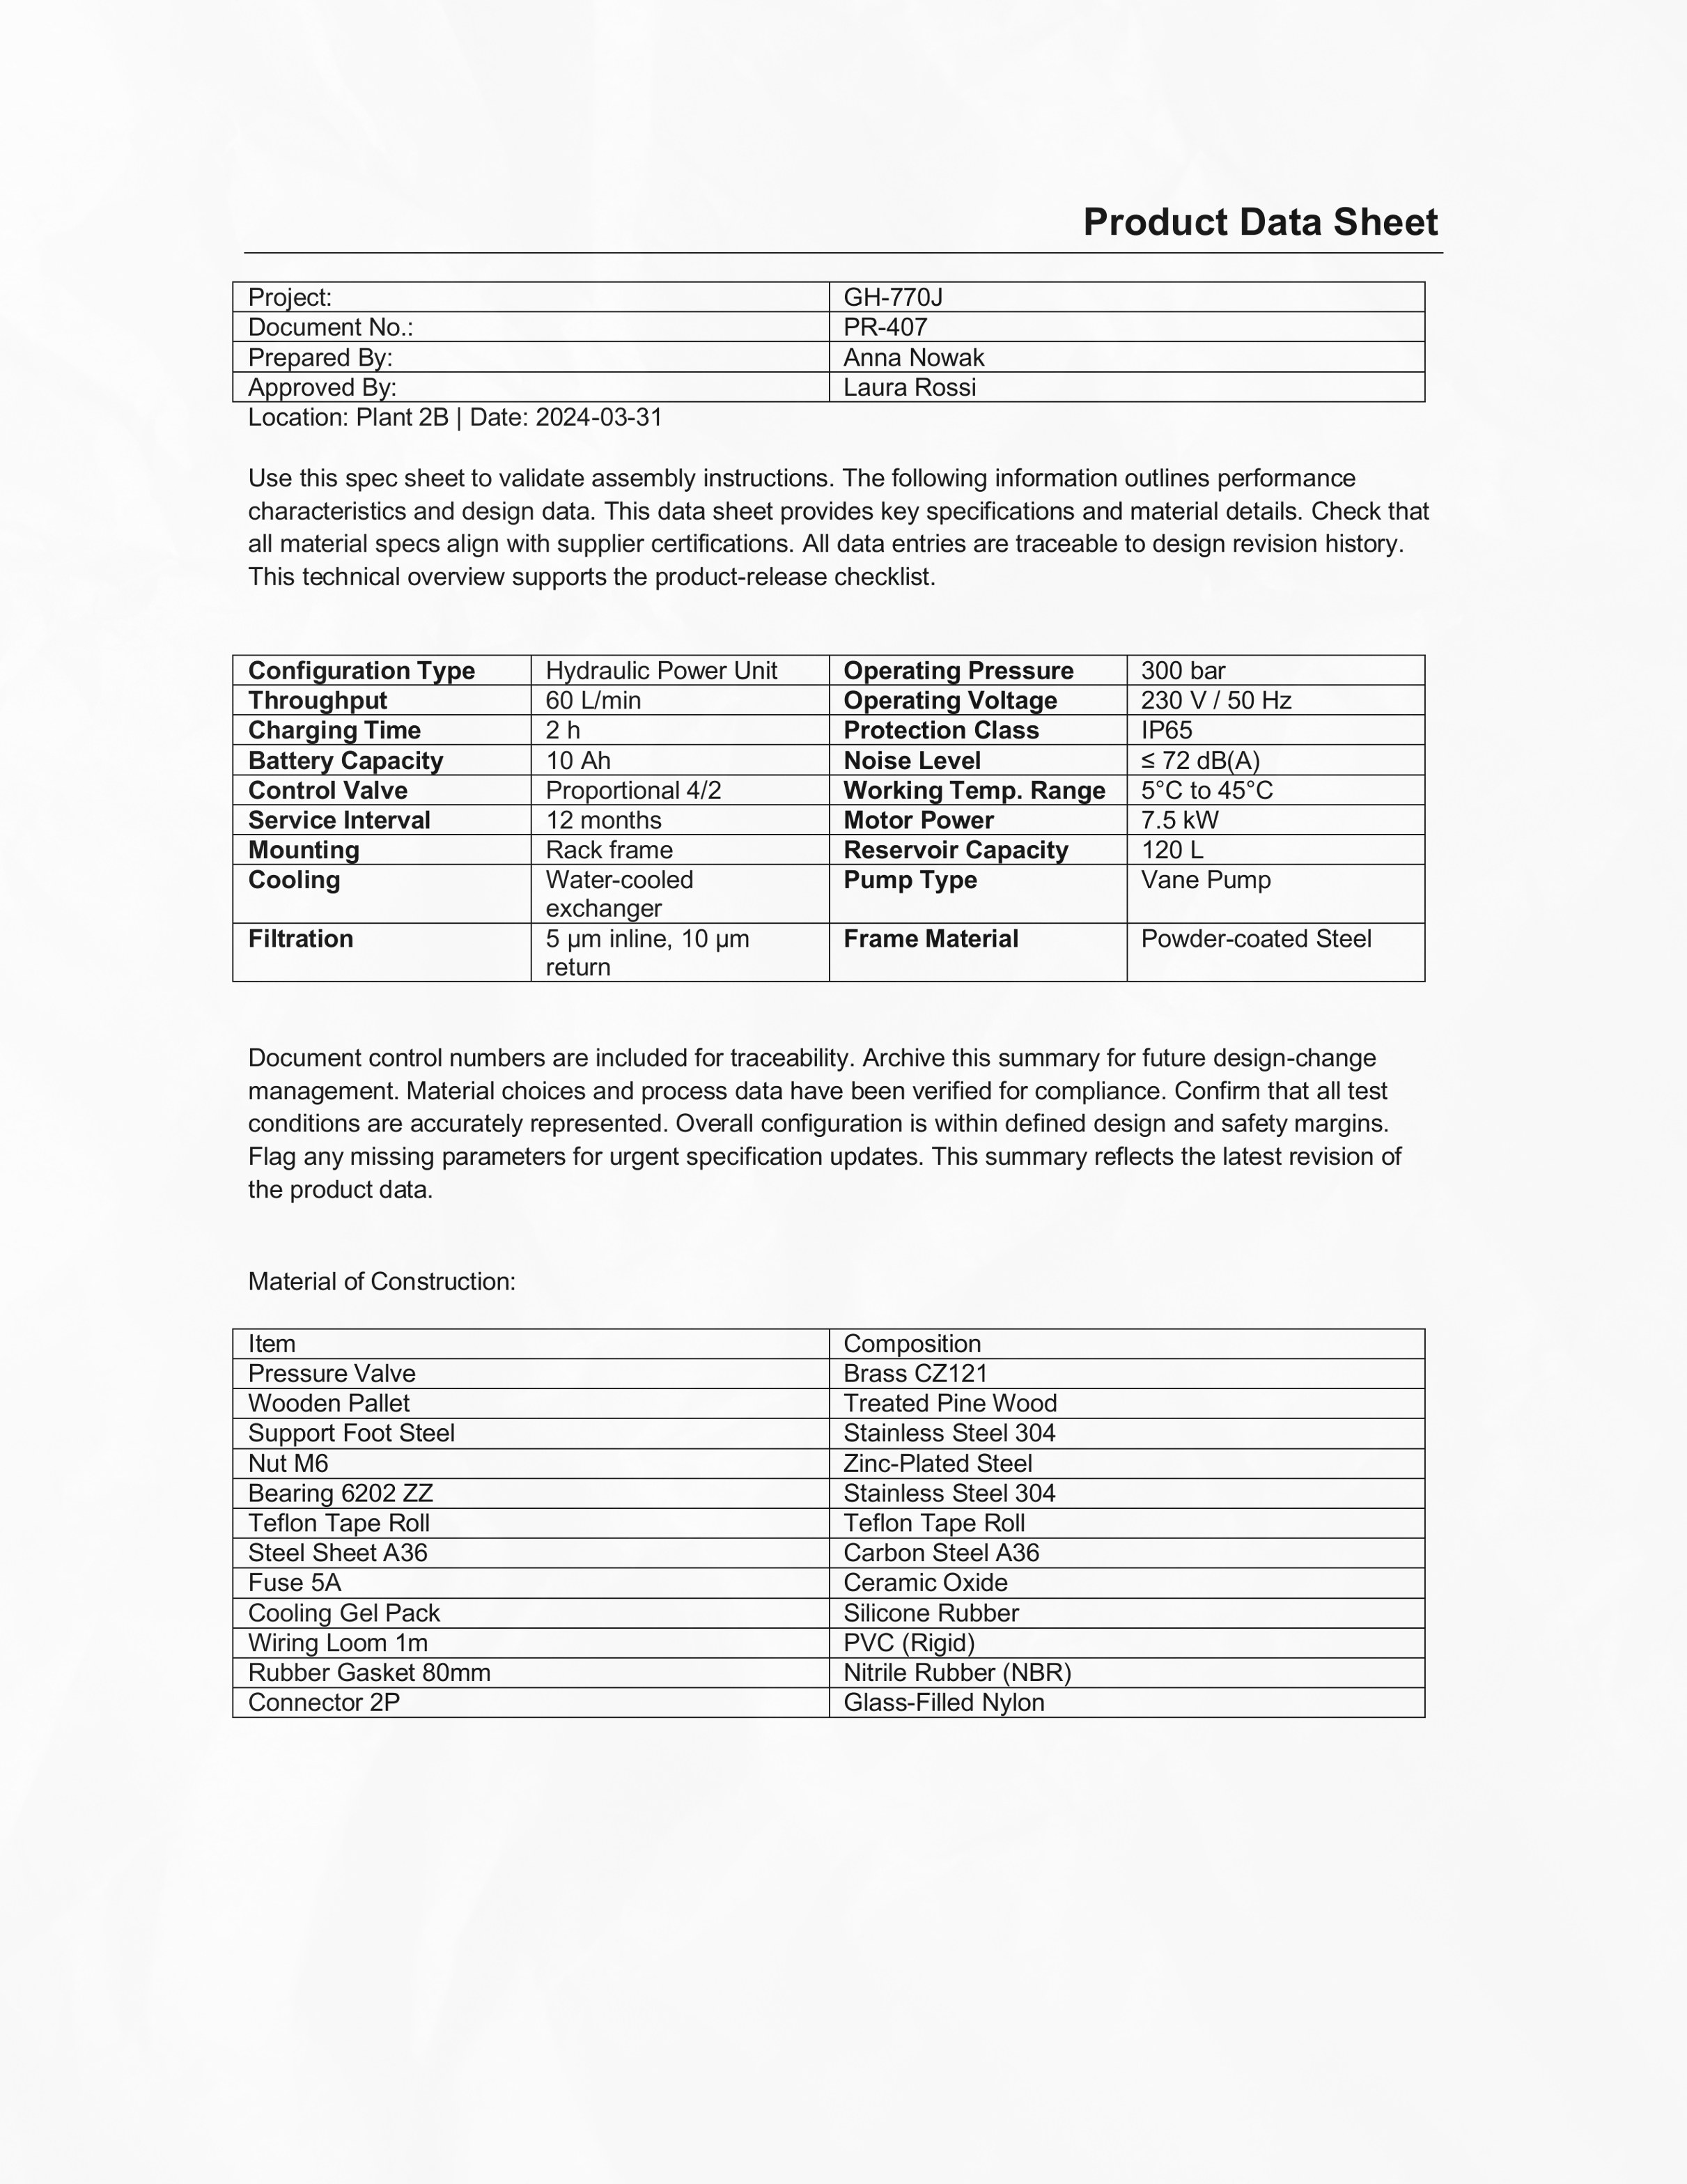 Product Data Sheet
Project: GH-770J
Document No.: PR-407
Prepared By: Anna Nowak
Approved By: Laura Rossi
Location: Plant 2B | Date: 2024-03-31
Use this spec sheet to validate assembly instructions. The following information outlines performance
characteristics and design data. This data sheet provides key specifications and material details. Check that
all material specs align with supplier certifications. All data entries are traceable to design revision history.
This technical overview supports the product-release checklist.
Configuration Type Hydraulic Power Unit Operating Pressure 300 bar
Throughput 60 L/min Operating Voltage 230 V / 50 Hz
Charging Time 2 h Protection Class IP65
Battery Capacity 10 Ah Noise Level ≤ 72 dB(A)
Control Valve Proportional 4/2 Working Temp. Range 5°C to 45°C
Service Interval 12 months Motor Power 7.5 kW
Mounting Rack frame Reservoir Capacity 120 L
Cooling Water-cooled Pump Type Vane Pump
exchanger
Filtration 5 µm inline, 10 µm Frame Material Powder-coated Steel
return
Document control numbers are included for traceability. Archive this summary for future design-change
management. Material choices and process data have been verified for compliance. Confirm that all test
conditions are accurately represented. Overall configuration is within defined design and safety margins.
Flag any missing parameters for urgent specification updates. This summary reflects the latest revision of
the product data.
Material of Construction:
Item Composition
Pressure Valve Brass CZ121
Wooden Pallet Treated Pine Wood
Support Foot Steel Stainless Steel 304
Nut M6 Zinc-Plated Steel
Bearing 6202 ZZ Stainless Steel 304
Teflon Tape Roll Teflon Tape Roll
Steel Sheet A36 Carbon Steel A36
Fuse 5A Ceramic Oxide
Cooling Gel Pack Silicone Rubber
Wiring Loom 1m PVC (Rigid)
Rubber Gasket 80mm Nitrile Rubber (NBR)
Connector 2P Glass-Filled Nylon